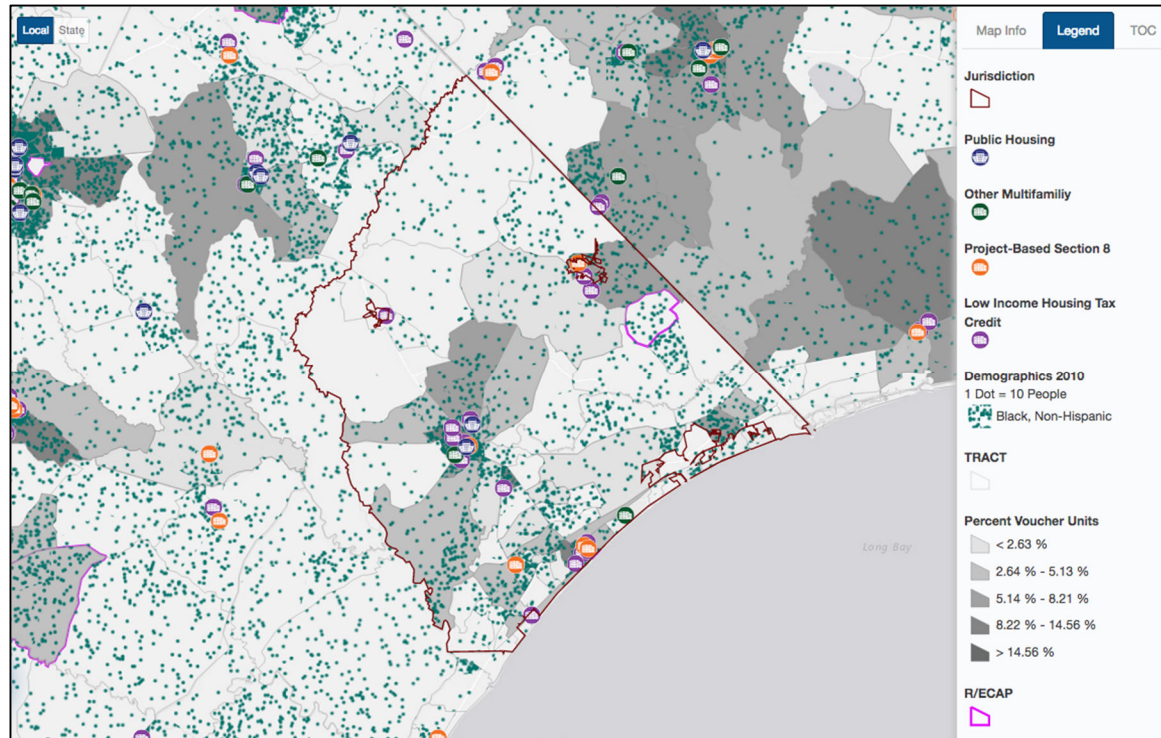 Local State
Long Bay
Map Info Legend TOC
Jurisdiction
Public Housing
Other Multifamiliy
Project-Based Section 8
Low Income Housing Tax
Credit
Demographics 2010
1 Dot = 10 People
Black, Non-Hispanic
TRACT
Percent Voucher Units
< 2.63 %
2.64 % - 5.13 %
5.14 % - 8.21 %
8.22 % - 14.56 %
> 14.56 %
R/ECAP